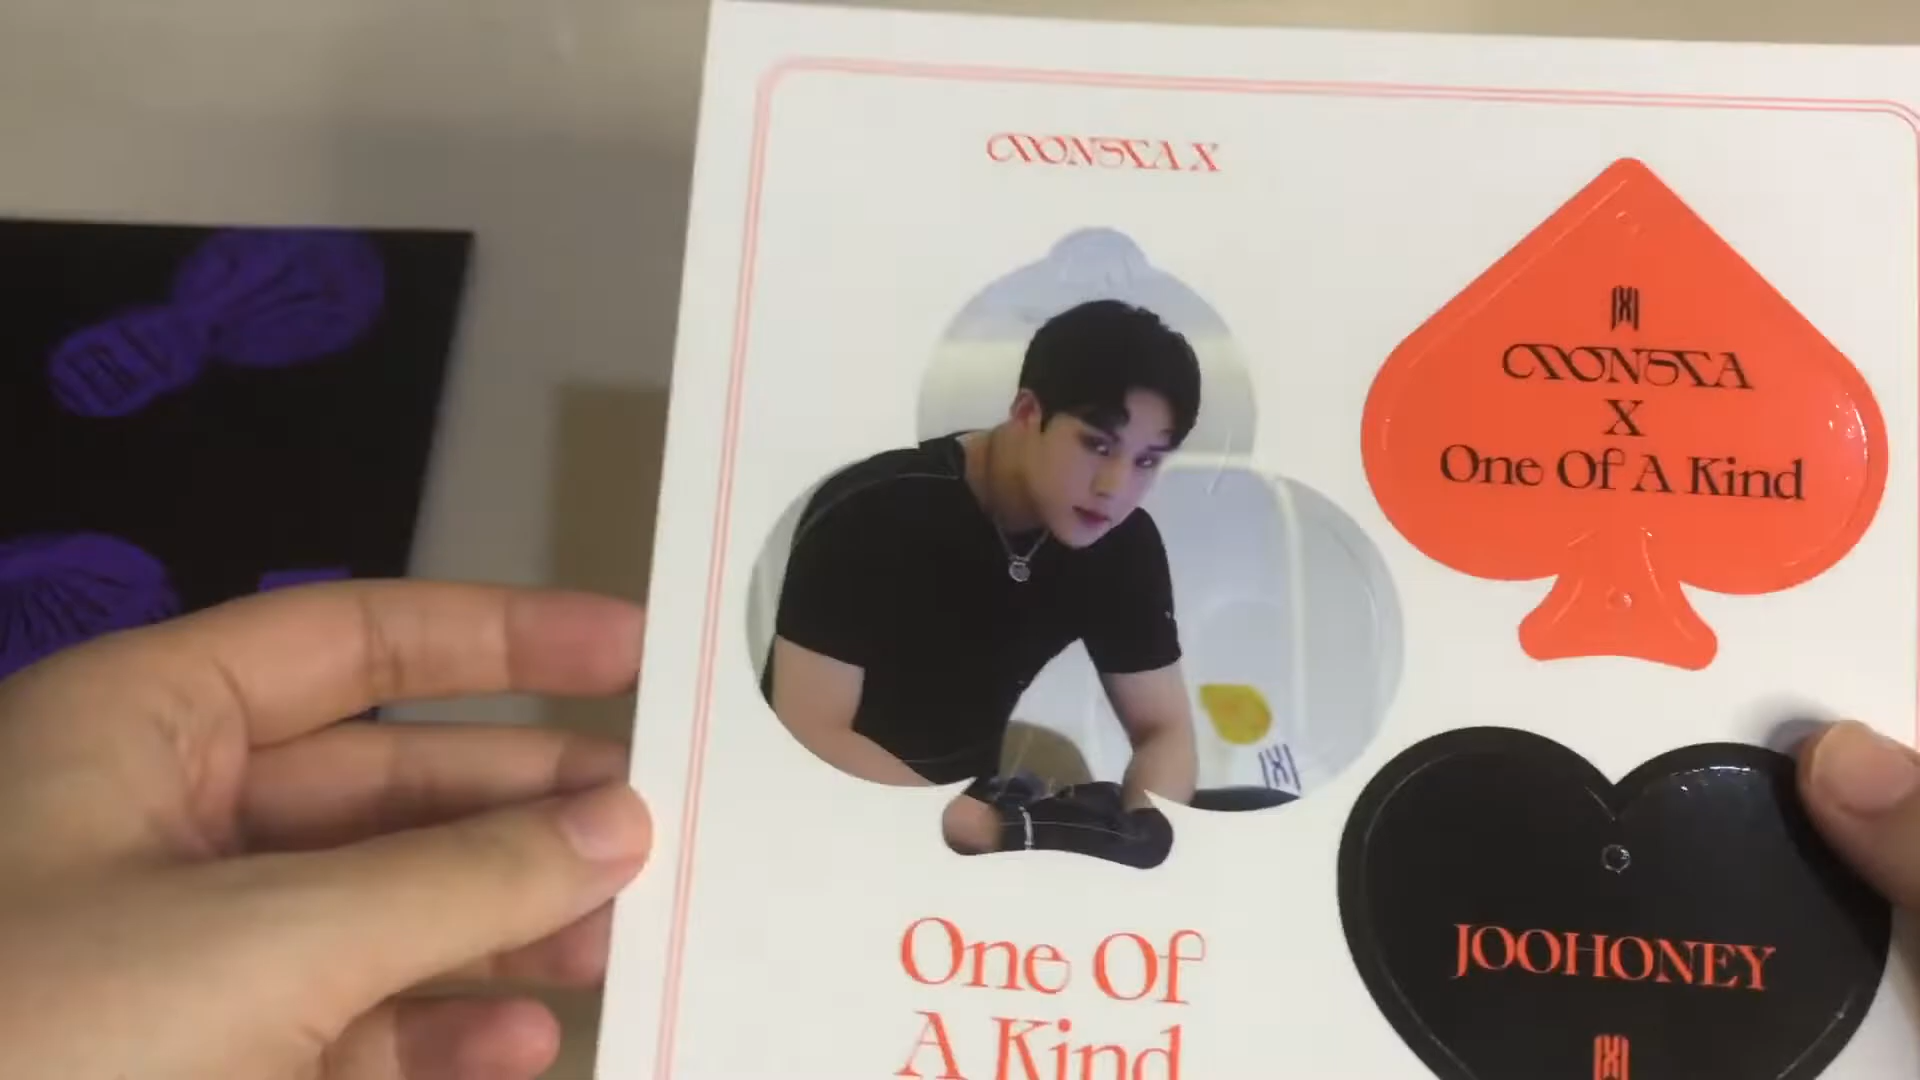 MONSTA X
MONSTA
X
One Of A Kind
One Of
A Kind
JOOHONEY